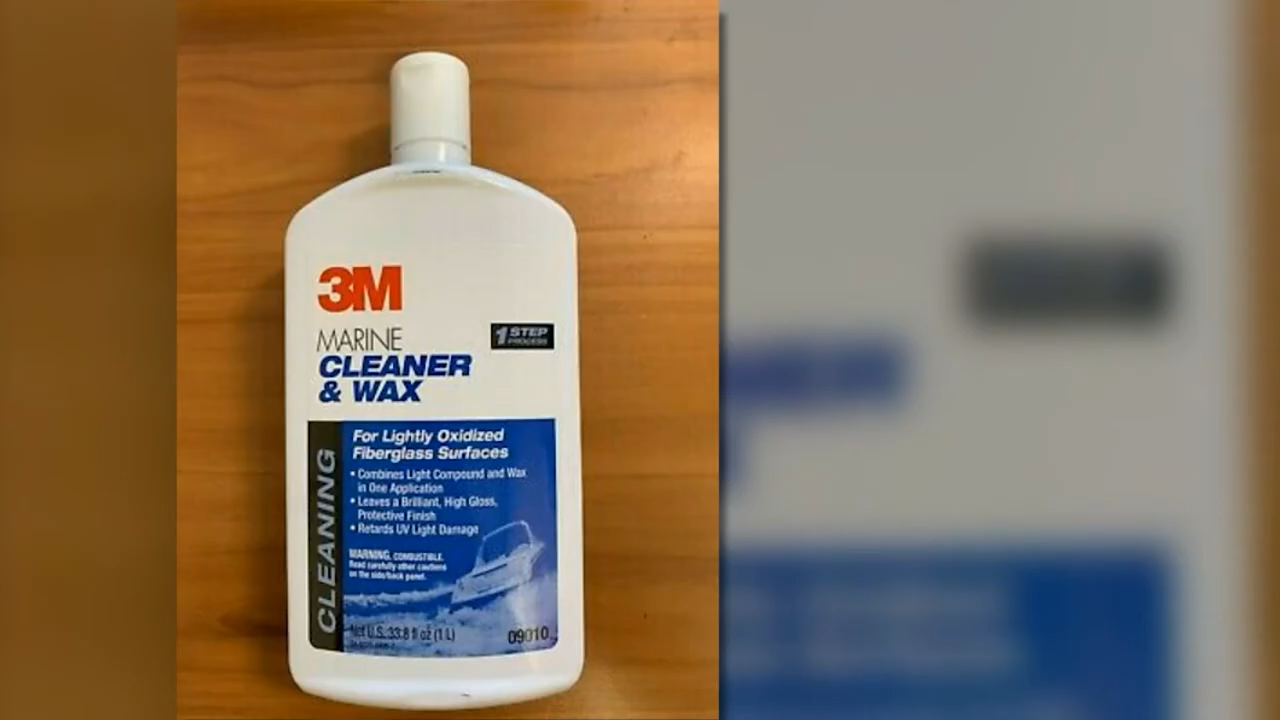 3M
MARINE
1 STEP
PROCESS
CLEANER
& WAX
CLEANING
For Lightly Oxidized
Fiberglass Surfaces
• Combines Light Compound and Wax
in One Application
• Leaves a Brilliant, High Gloss,
Protective Finish
• Retards UV Light Damage
WARNING. COMBUSTIBLE.
Read carefully other cautions
on the side/back panel.
Net U.S. 33.8 fl oz (1 L)
09010